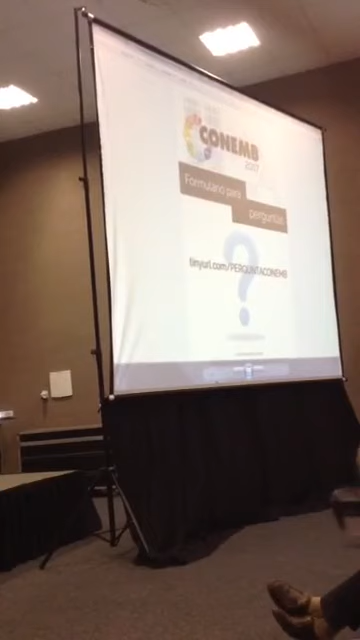 CONEMB
2017
Formulário para
perguntas
tinyurl.com/PERGUNTACONEMB
?